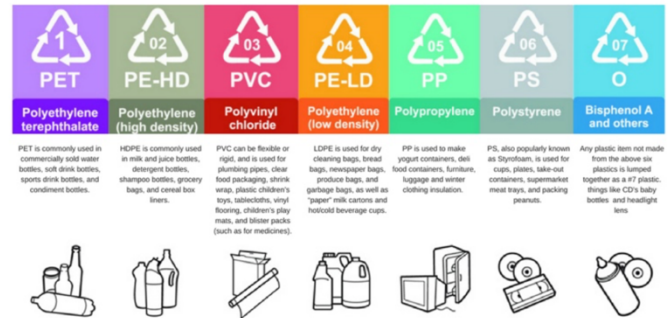 1
PET
Polyethylene
terephthalate
PET is commonly used in
commercially sold water
bottles, soft drink bottles,
sports drink bottles, and
condiment bottles.
02
PE-HD
Polyethylene
(high density)
HDPE is commonly used
in milk and juice bottles,
detergent bottles,
shampoo bottles, grocery
bags, and cereal box
liners.
03
PVC
Polyvinyl
chloride
PVC can be flexible or
rigid, and is used for
plumbing pipes, clear
food packaging, shrink
wrap, plastic children's
toys, tablecloths, vinyl
flooring, children's play
mats, and blister packs
(such as for medicines).
04
PE-LD
Polyethylene
(low density)
LDPE is used for dry
cleaning bags, bread
bags, newspaper bags,
produce bags, and
garbage bags, as well as
"paper" milk cartons and
hot/cold beverage cups.
05
PP
Polypropylene
PP is used to make
yogurt containers, deli
food containers, furniture,
luggage and winter
clothing insulation.
06
PS
Polystyrene
PS, also popularly known
as Styrofoam, is used for
cups, plates, take-out
containers, supermarket
meat trays, and packing
peanuts.
07
O
Bisphenol A
and others
Any plastic item not made
from the above six
plastics is lumped
together as a #7 plastic.
things like CD's baby
bottles and headlight
lens